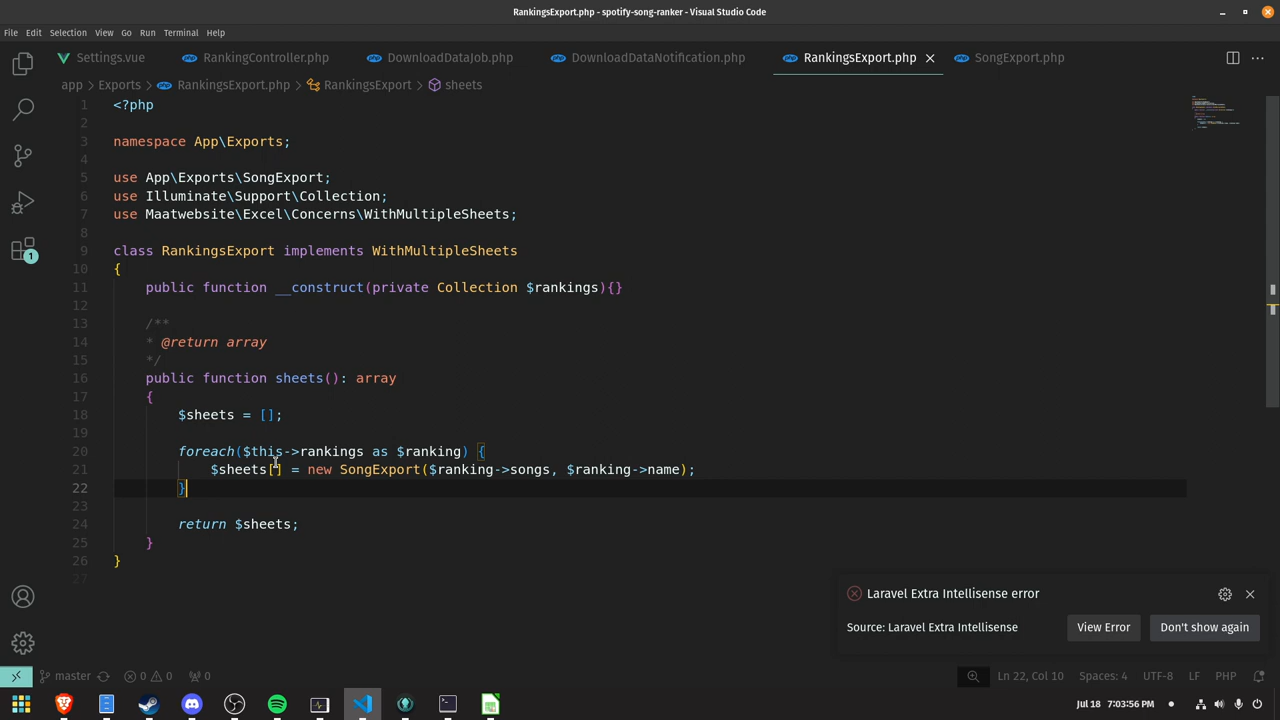 RankingsExport.php - spotify-song-ranker - Visual Studio Code
File Edit Selection View Go Run Terminal Help
Settings.vue RankingController.php DownloadDataJob.php DownloadDataNotification.php RankingsExport.php SongExport.php
app > Exports > RankingsExport.php > RankingsExport > sheets
1 <?php
2
3 namespace App\Exports;
4
5 use App\Exports\SongExport;
6 use Illuminate\Support\Collection;
7 use Maatwebsite\Excel\Concerns\WithMultipleSheets;
8
9 class RankingsExport implements WithMultipleSheets
10 {
11 public function __construct(private Collection $rankings){}
12
13 /**
14 * @return array
15 */
16 public function sheets(): array
17 {
18 $sheets = [];
19
20 foreach($this->rankings as $ranking) {
21 $sheets[] = new SongExport($ranking->songs, $ranking->name);
22 }
23
24 return $sheets;
25 }
26 }
27
1
Laravel Extra Intellisense error
Source: Laravel Extra Intellisense View Error Don't show again
master 0 0 0 Ln 22, Col 10 Spaces: 4 UTF-8 LF PHP
Jul 18 7:03:56 PM